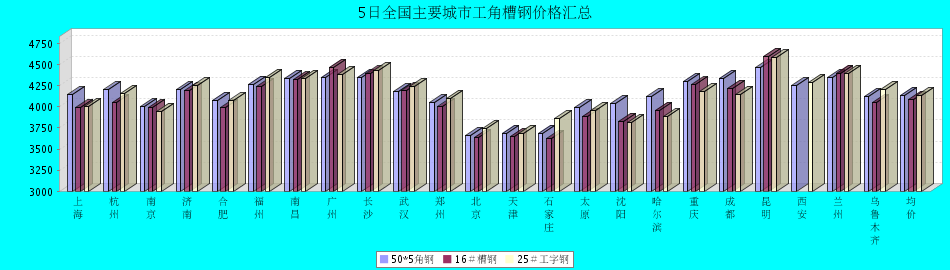 5日全国主要城市工角槽钢价格汇总
4750
4500
4250
4000
3750
3500
3250
3000
上海
杭州
南京
济南
合肥
福州
南昌
广州
长沙
武汉
郑州
北京
天津
石家庄
太原
沈阳
哈尔滨
重庆
成都
昆明
西安
兰州
乌鲁木齐
均价
50*5角钢
16＃槽钢
25＃工字钢